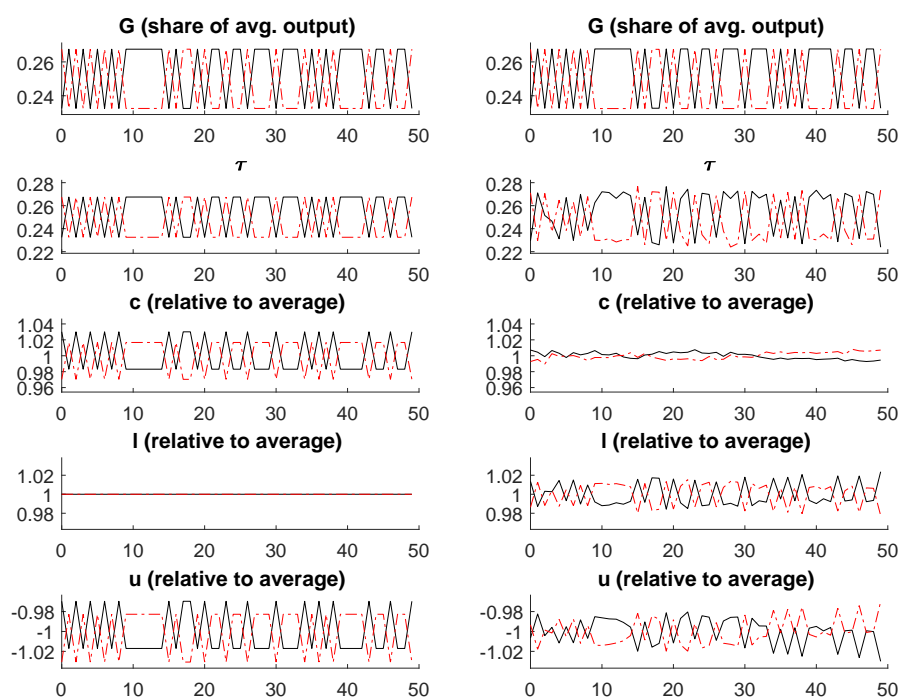 G (share of avg. output)
0.26
0.24
0 10 20 30 40 50
τ
0.28
0.26
0.24
0.22
0 10 20 30 40 50
c (relative to average)
1.04
1.02
1
0.98
0.96
0 10 20 30 40 50
l (relative to average)
1.02
1
0.98
0 10 20 30 40 50
u (relative to average)
-0.98
-1
-1.02
0 10 20 30 40 50
G (share of avg. output)
0.26
0.24
0 10 20 30 40 50
τ
0.28
0.26
0.24
0.22
0 10 20 30 40 50
c (relative to average)
1.04
1.02
1
0.98
0.96
0 10 20 30 40 50
l (relative to average)
1.02
1
0.98
0 10 20 30 40 50
u (relative to average)
-0.98
-1
-1.02
0 10 20 30 40 50